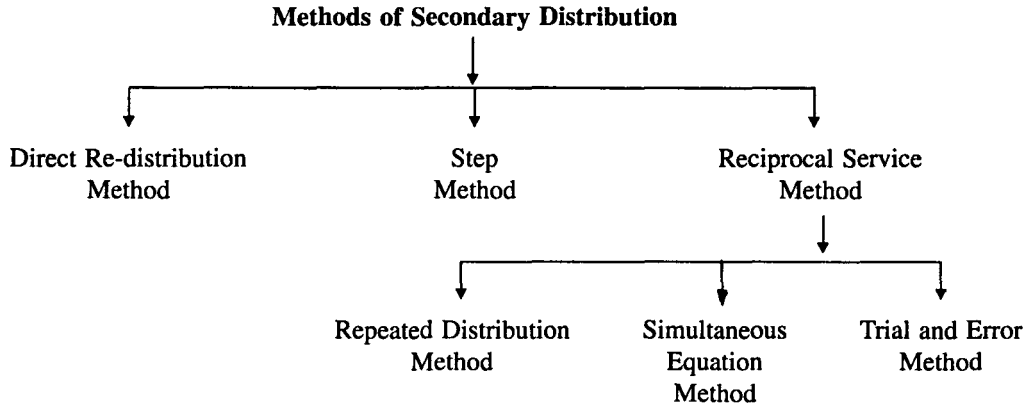 Methods of Secondary Distribution
Direct Re-distribution
Method
Step
Method
Reciprocal Service
Method
Repeated Distribution
Method
Simultaneous
Equation
Method
Trial and Error
Method